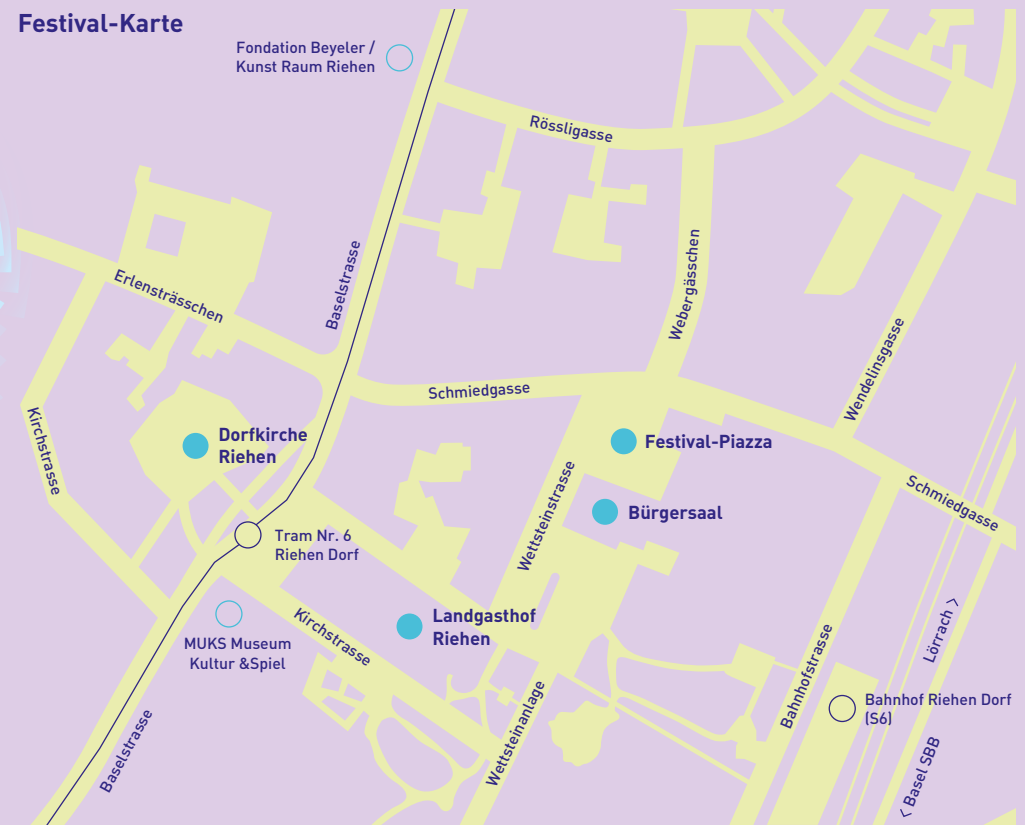 Festival-Karte
Fondation Beyeler /
Kunst Raum Riehen
Rössligasse
Baselstrasse
Webergässchen
Erlensträsschen
Wendelinsgasse
Schmiedgasse
Kirchstrasse
Dorfkirche
Riehen
Festival-Piazza
Wettsteinstrasse
Schmiedgasse
Bürgersaal
Tram Nr. 6
Riehen Dorf
Landgasthof
Riehen
Kirchstrasse
MUKS Museum
Kultur &Spiel
Lörrach >
Bahnhofstrasse
Wettsteinanlage
Bahnhof Riehen Dorf
(S6)
Baselstrasse
< Basel SBB